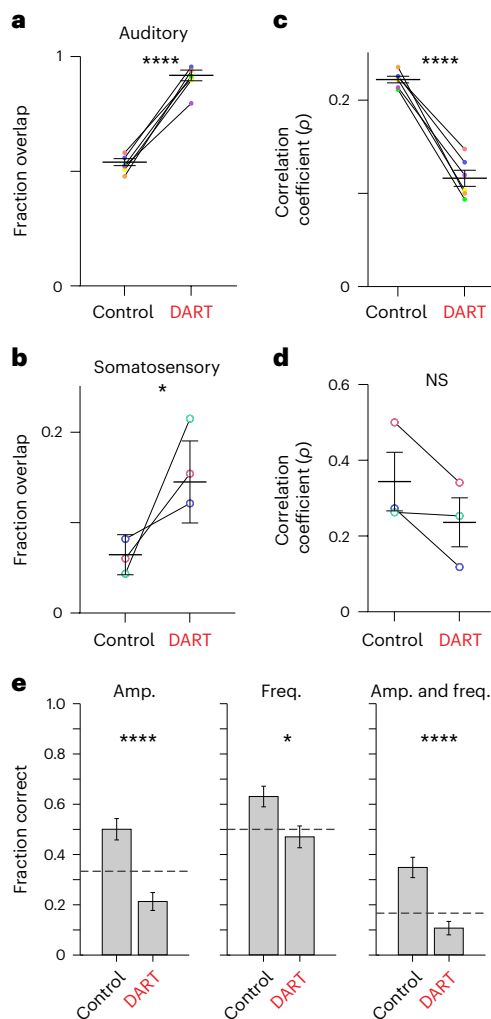 a
Auditory
****
Fraction overlap
1
0
Control DART
c
****
Correlation
coefficient (ρ)
0.2
0.1
0
Control DART
b
Somatosensory
*
Fraction overlap
0.2
0
Control DART
d
NS
Correlation
coefficient (ρ)
0.6
0.4
0.2
0
Control DART
e
Fraction correct
1.0
0.8
0.6
0.4
0.2
0
Amp.
****
Control
DART
Freq.
*
Control
DART
Amp. and freq.
****
Control
DART